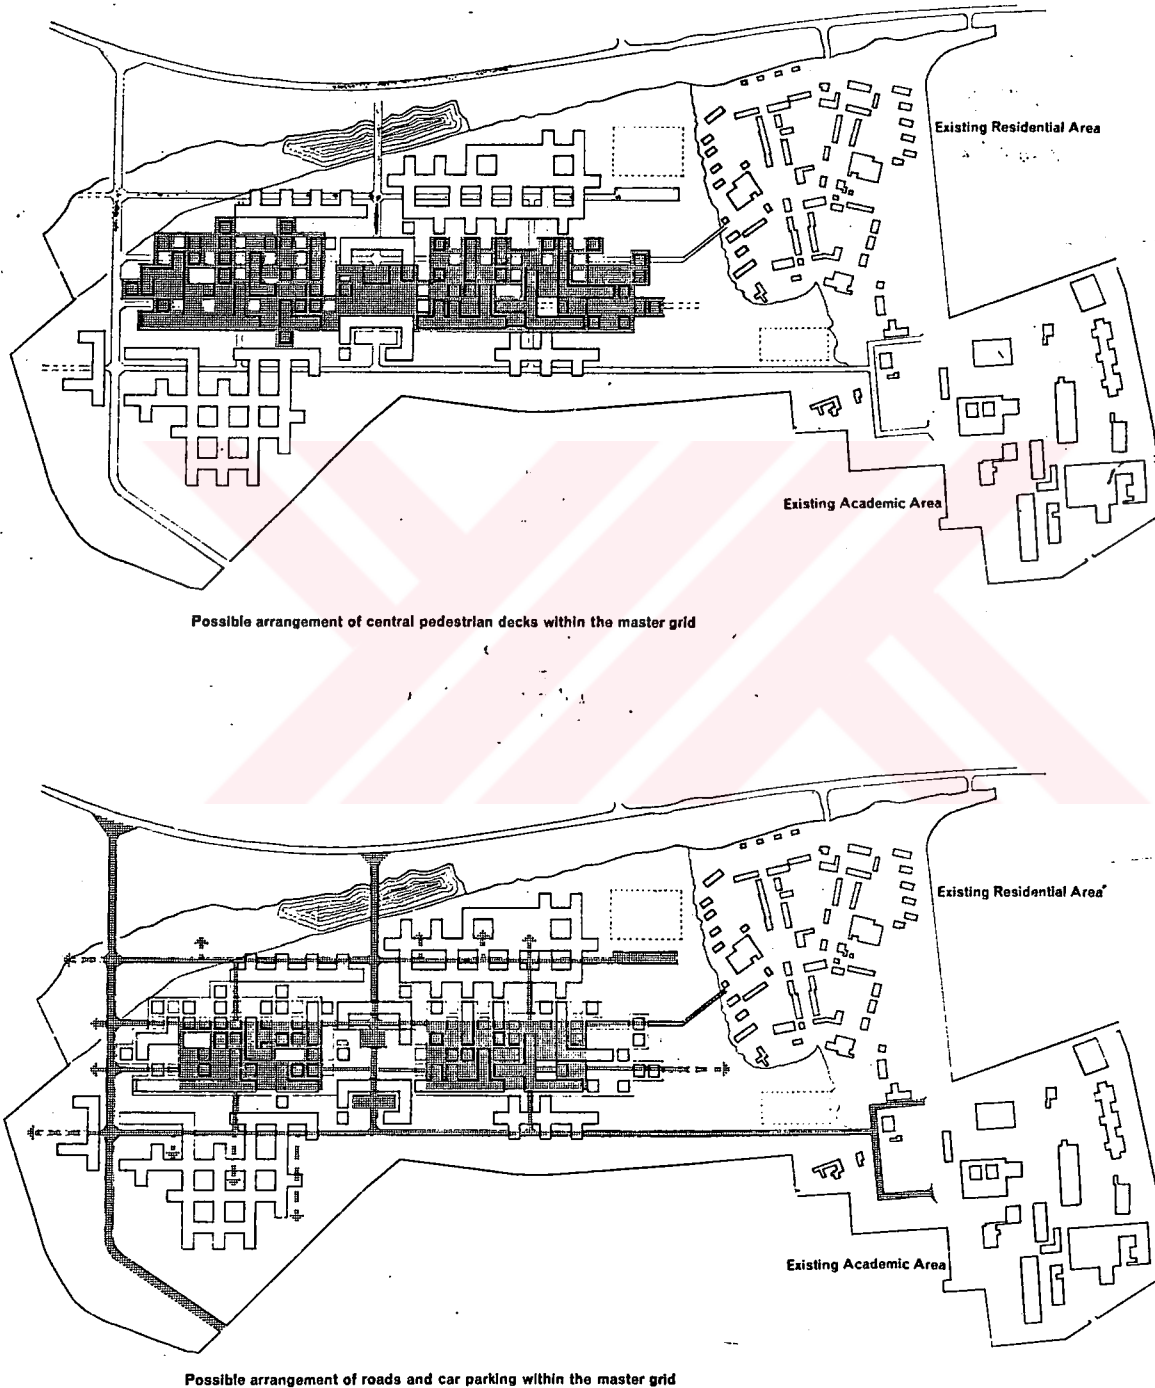 Existing Residential Area
Existing Academic Area
Possible arrangement of central pedestrian decks within the master grid
Existing Residential Area
Existing Academic Area
Possible arrangement of roads and car parking within the master grid